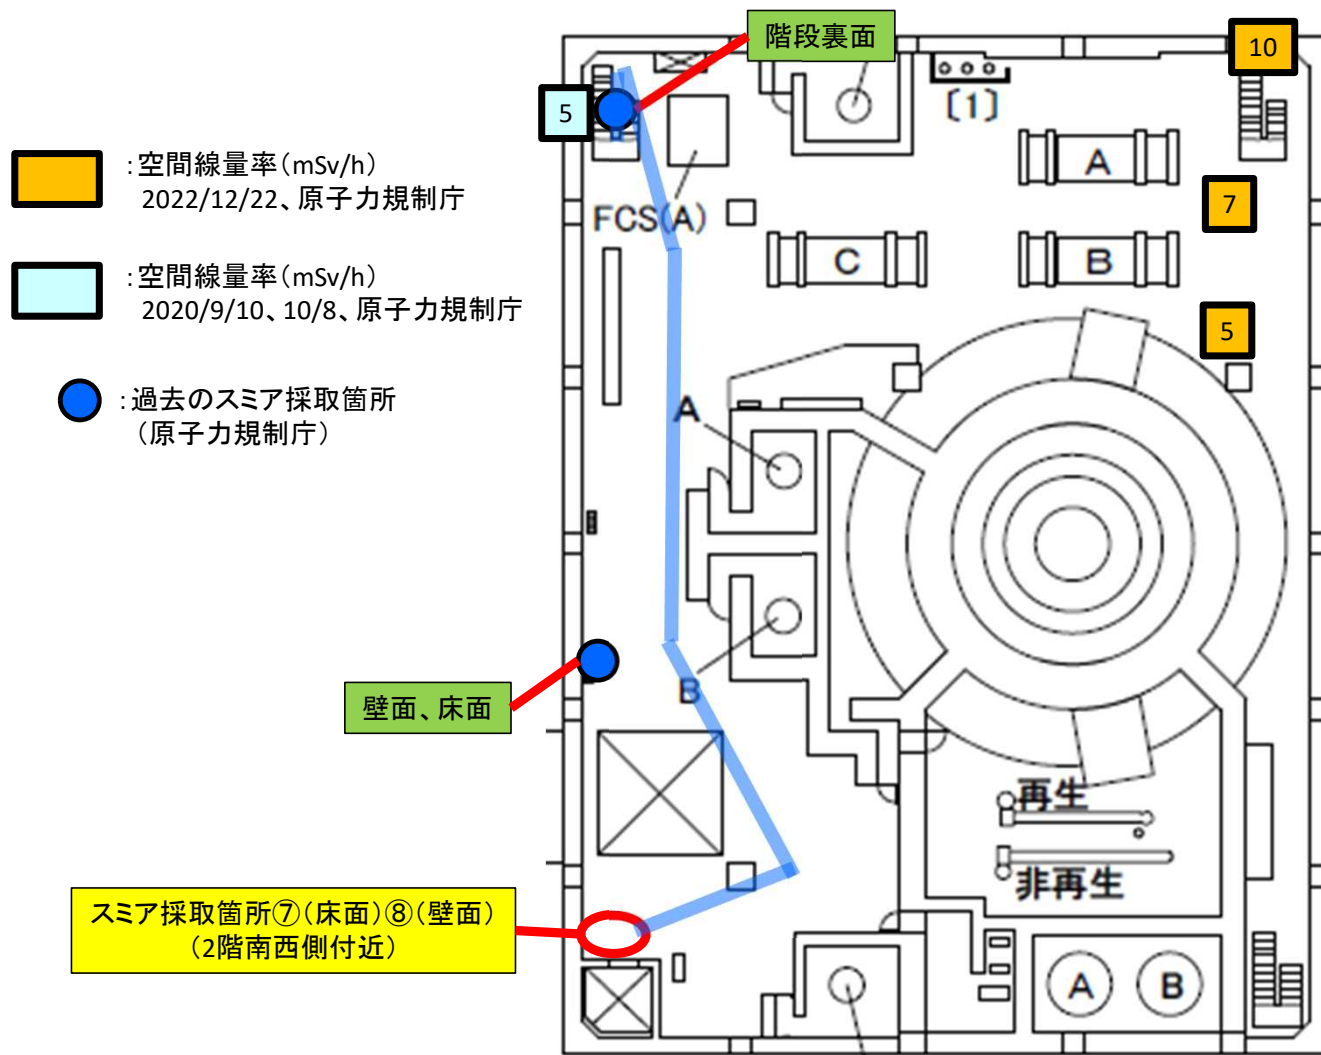 階段裏面
10
5
〔1〕
A
：空間線量率（mSv/h）
2022/12/22、原子力規制庁
7
FCS(A)
C
B
：空間線量率（mSv/h）
2020/9/10、10/8、原子力規制庁
5
：過去のスミア採取箇所
（原子力規制庁）
A
B
壁面、床面
再生
非再生
スミア採取箇所⑦（床面）⑧（壁面）
（2階南西側付近）
A
B